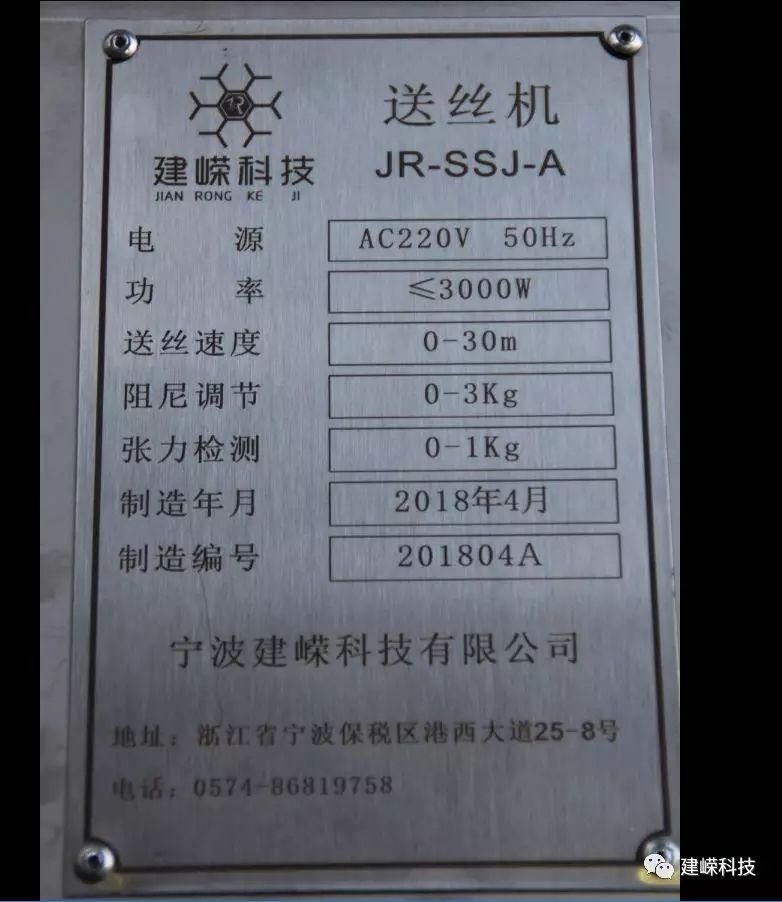 送丝机
JR-SSJ-A
建嵘科技
JIAN RONG KE JI
电源 AC220V 50Hz
功率 ≤3000W
送丝速度 0-30m
阻尼调节 0-3Kg
张力检测 0-1Kg
制造年月 2018年4月
制造编号 201804A
宁波建嵘科技有限公司
地址：浙江省宁波保税区港西大道25-8号
电话：0574-86819758
建嵘科技